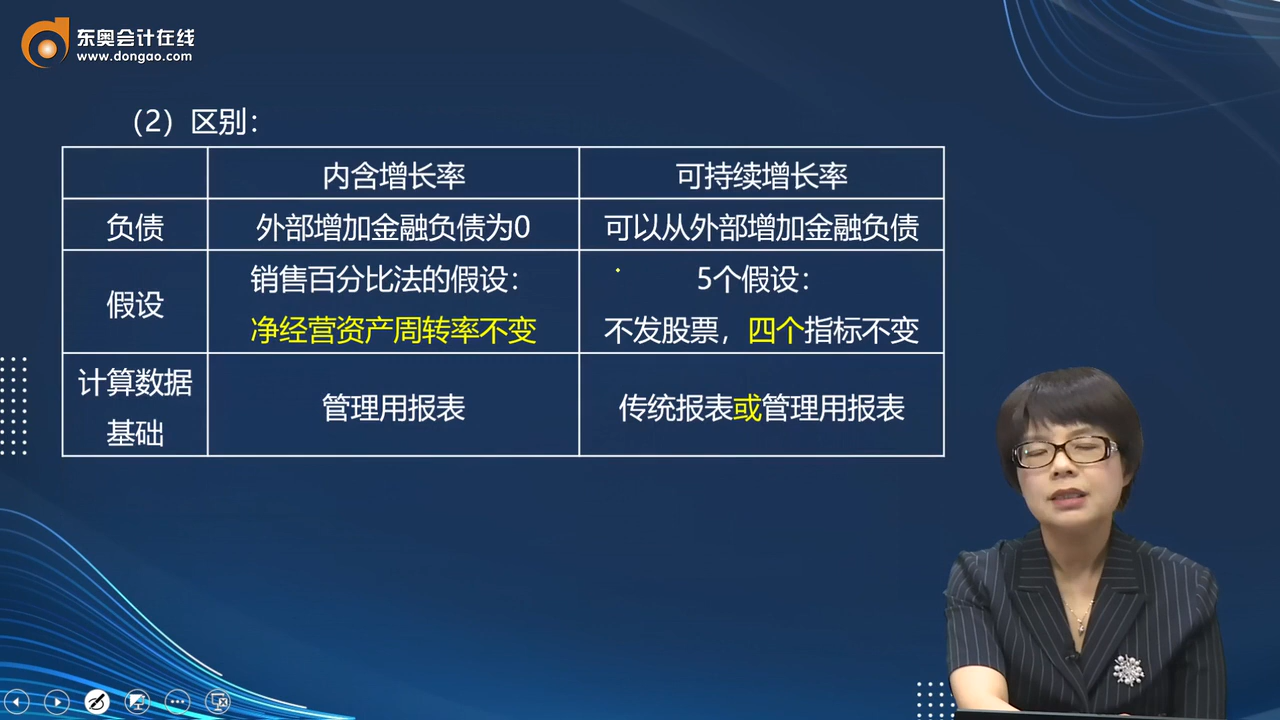 东奥会计在线
www.dongao.com
（2）区别：
内含增长率
可持续增长率
负债
外部增加金融负债为0
可以从外部增加金融负债
假设
销售百分比法的假设：
净经营资产周转率不变
5个假设：
不发股票，四个指标不变
计算数据
基础
管理用报表
传统报表或管理用报表